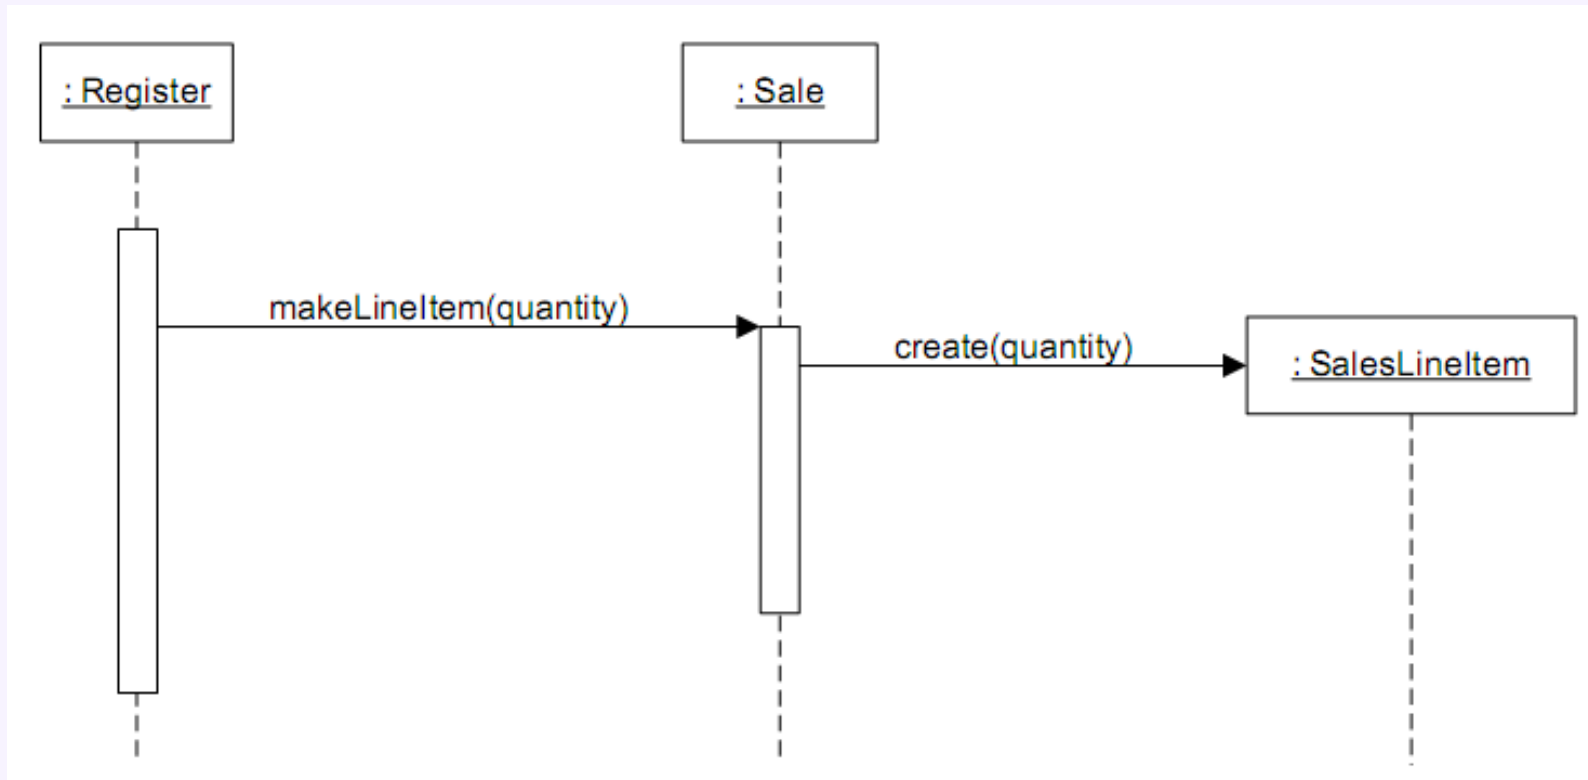 : Register
: Sale
makeLineItem(quantity)
create(quantity)
: SalesLineItem